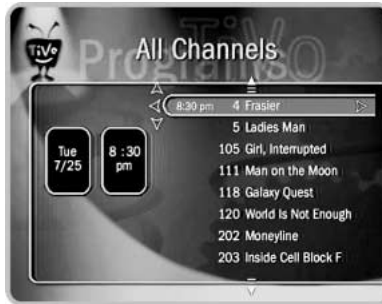 TiVo
TiVo
Programs
All Channels
8:30 pm 4 Frasier
5 Ladies Man
Tue
7/25
8:30
pm
105 Girl, Interrupted
111 Man on the Moon
118 Galaxy Quest
120 World Is Not Enough
202 Moneyline
203 Inside Cell Block F